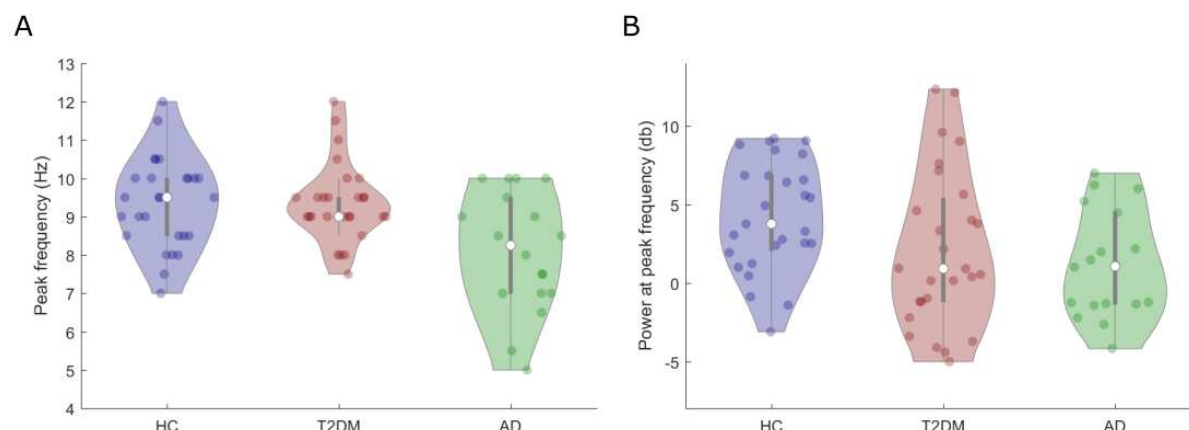 A
Peak frequency (Hz)
13
12
11
10
9
8
7
6
5
4
HC T2DM AD
B
Power at peak frequency (db)
10
5
0
-5
HC T2DM AD